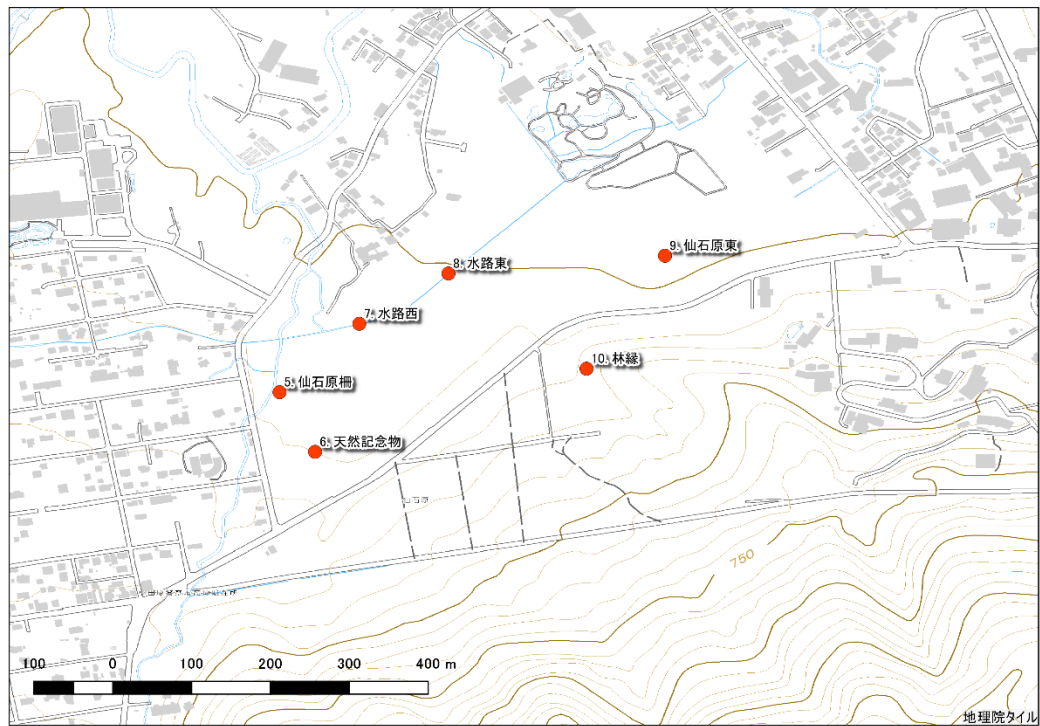 9. 仙石原東
8. 水路東
7. 水路西
10. 林縁
5. 仙石原柵
6. 天然記念物
750
100 0 100 200 300 400 m
地理院タイル